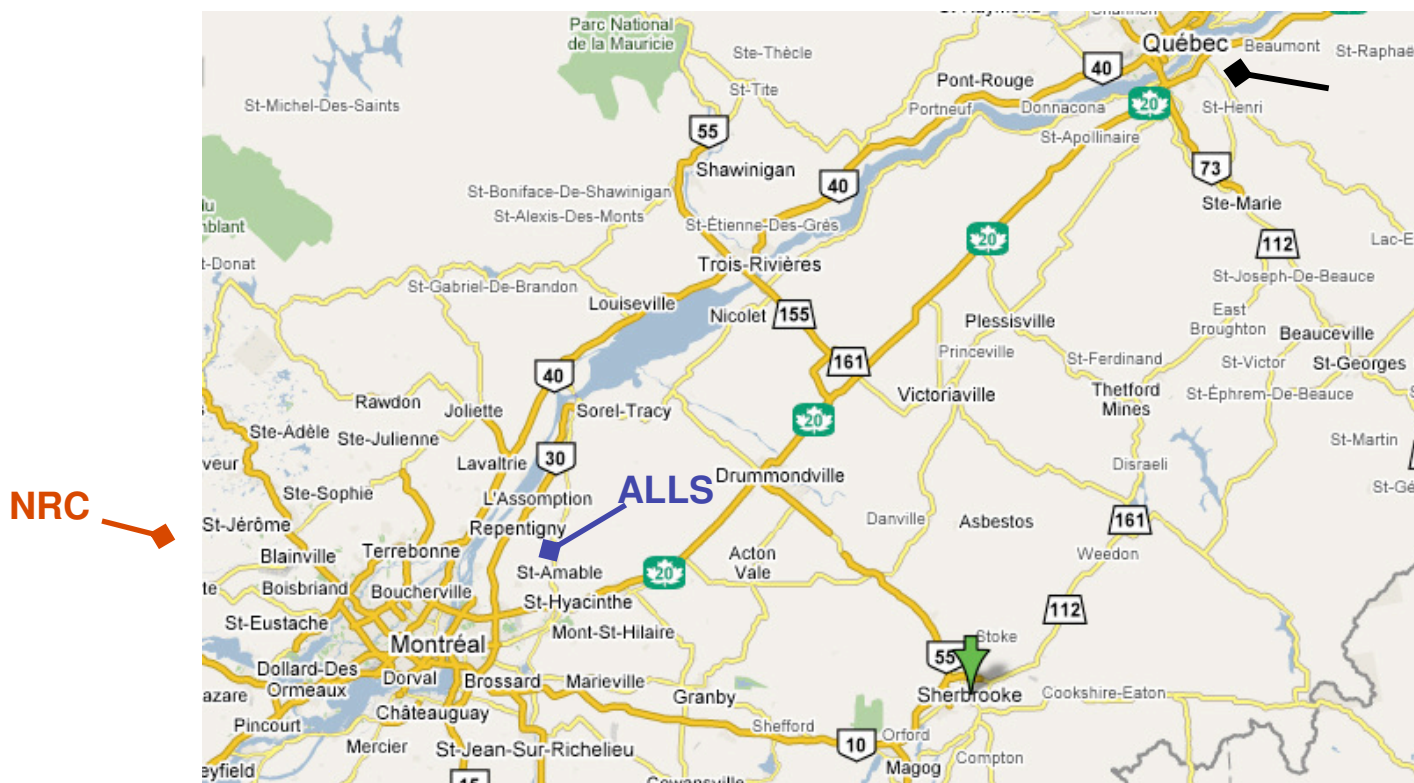 Parc National
de la Mauricie
Québec
Beaumont
Ste-Thècle
40
Pont-Rouge
St-Tite
20
St-Michel-Des-Saints
Portneuf
Donnacona
St-Henri
55
St-Apollinaire
Shawinigan
73
40
St-Boniface-De-Shawinigan
Ste-Marie
St-Alexis-Des-Monts
St-Étienne-Des-Grès
20
112
Trois-Rivières
St-Gabriel-De-Brandon
St-Joseph-De-Beauce
Louiseville
Nicolet
155
East
Broughton
Plessisville
Beauceville
Princeville
St-Ferdinand
St-Victor
St-Georges
161
40
Victoriaville
Thetford
Mines
St-Éphrem-De-Beauce
Rawdon
Joliette
Sorel-Tracy
20
Ste-Adèle
Ste-Julienne
St-Martin
Lavaltrie
30
Drummondville
Disraeli
ALLS
Ste-Sophie
L'Assomption
NRC
St-Jérôme
Repentigny
Danville
Asbestos
161
Blainville
Terrebonne
Acton
Vale
Weedon
St-Amable
20
Boisbriand
Boucherville
St-Hyacinthe
112
St-Eustache
Mont-St-Hilaire
Montréal
Stoke
55
Dollard-Des
Ormeaux
Dorval
Brossard
Marieville
Granby
Sherbrooke
Cookshire-Eaton
Châteauguay
Pincourt
Shefford
Mercier
St-Jean-Sur-Richelieu
10
Orford
Compton
Magog
15